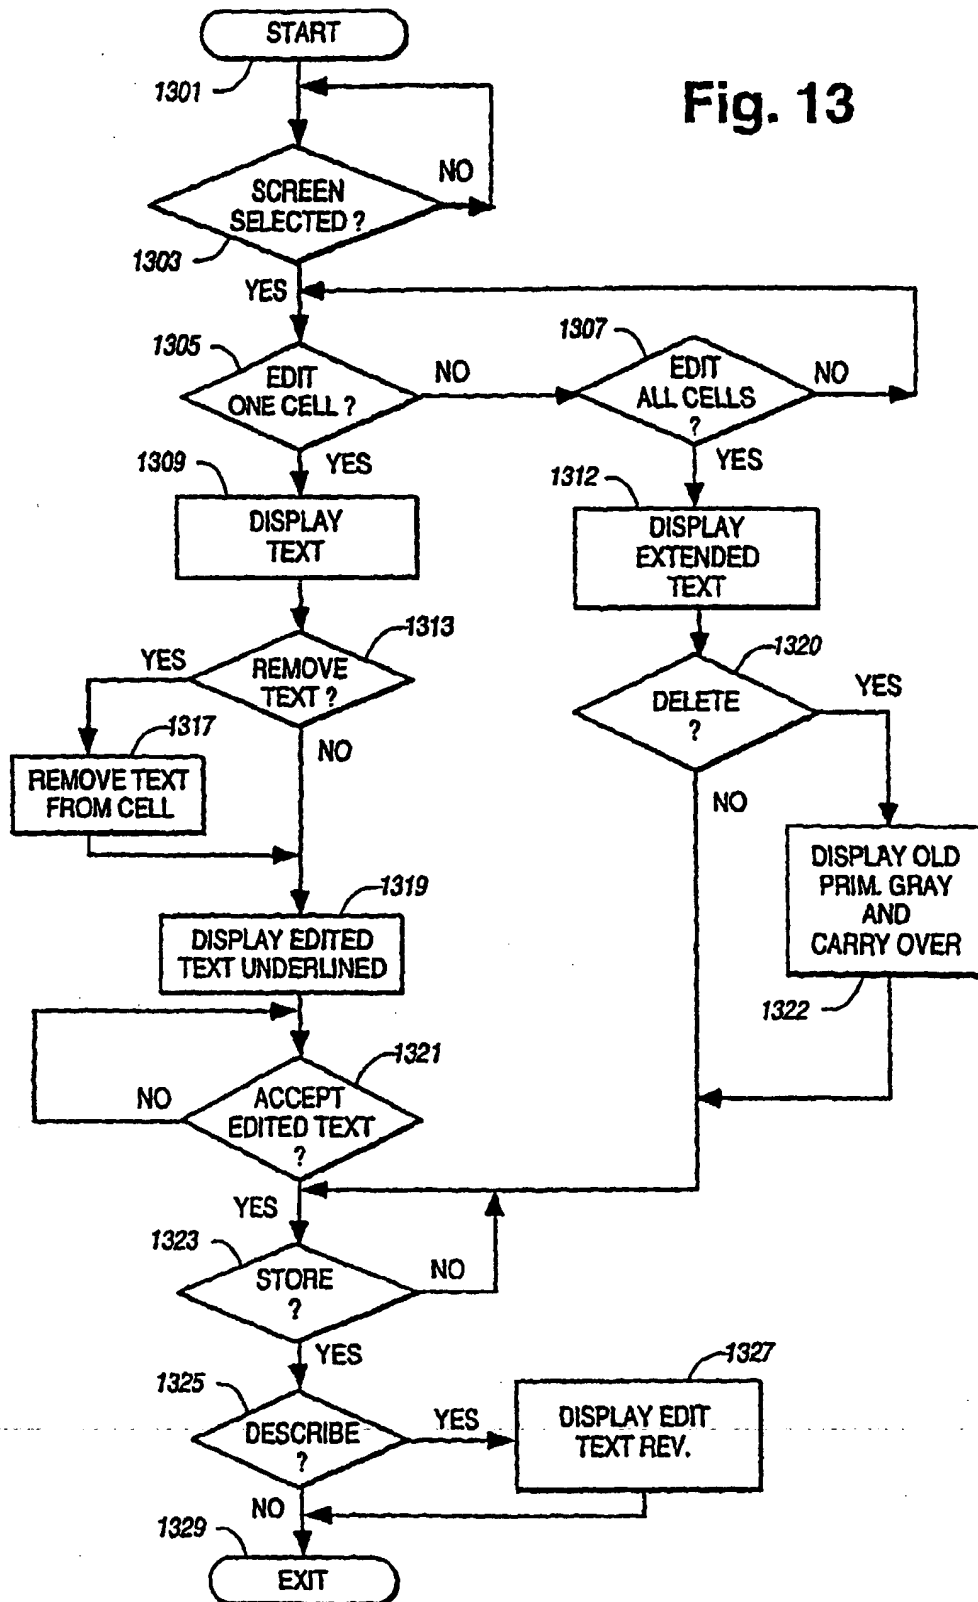 START
1301
Fig. 13
NO
SCREEN
SELECTED ?
1303
YES
1305
EDIT
ONE CELL ?
NO
1307
EDIT
ALL CELLS
?
NO
YES
1309
DISPLAY
TEXT
YES
1312
DISPLAY
EXTENDED
TEXT
1313
YES
REMOVE
TEXT ?
NO
1317
REMOVE TEXT
FROM CELL
1320
DELETE
?
YES
NO
DISPLAY OLD
PRIM. GRAY
AND
CARRY OVER
1322
1319
DISPLAY EDITED
TEXT UNDERLINED
1321
NO
ACCEPT
EDITED TEXT
?
YES
1323
STORE
?
NO
YES
1325
DESCRIBE
?
YES
1327
DISPLAY EDIT
TEXT REV.
NO
1329
EXIT